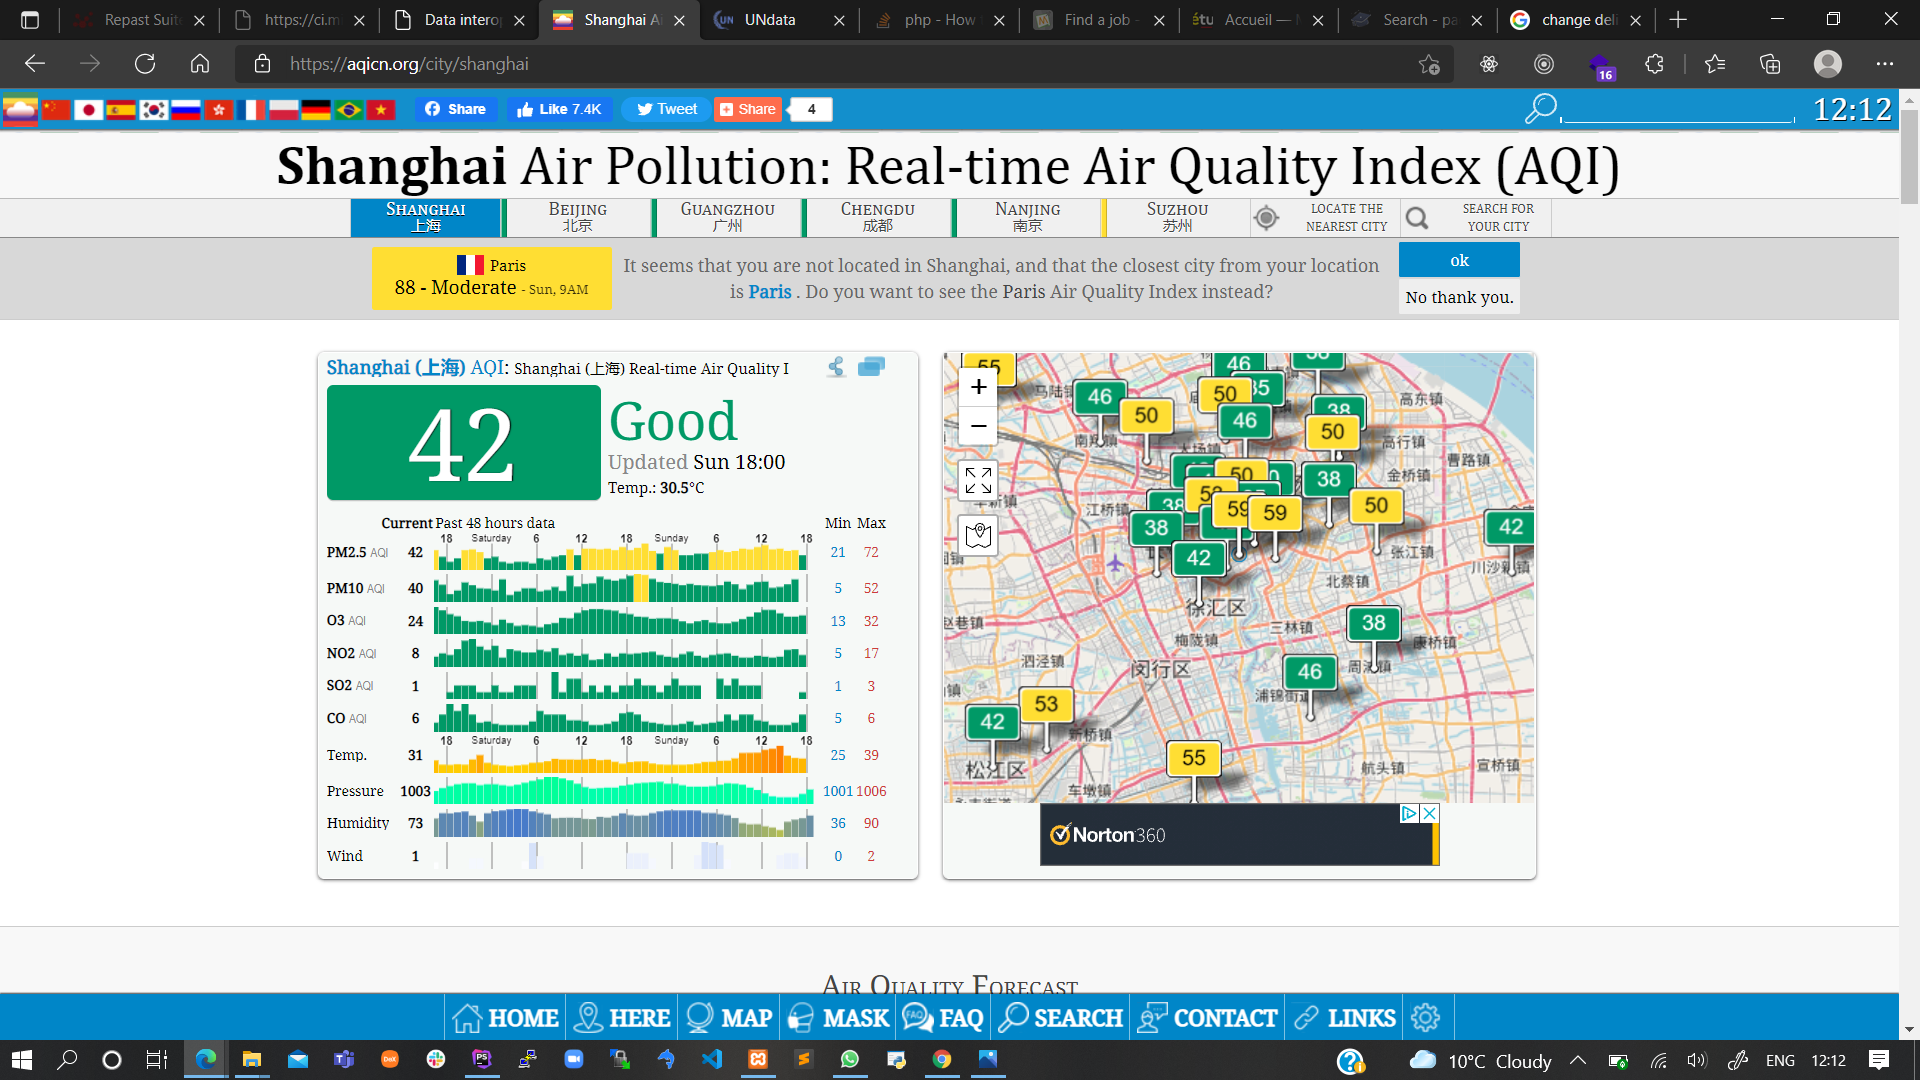 Repast Suite
https://ci.m
Data interop
Shanghai Ai
UNdata
php - How
Find a job -
Accueil —
Search - pa
change deli
https://aqicn.org/city/shanghai
16
Share
Like 7.4K
Tweet
Share
4
12:12
Shanghai Air Pollution: Real-time Air Quality Index (AQI)
Shanghai
上海
Beijing
北京
Guangzhou
广州
Chengdu
成都
Nanjing
南京
Suzhou
苏州
LOCATE THE
NEAREST CITY
SEARCH FOR
YOUR CITY
Paris
88 - Moderate - Sun, 9AM
It seems that you are not located in Shanghai, and that the closest city from your location
is Paris . Do you want to see the Paris Air Quality Index instead?
ok
No thank you.
Shanghai (上海) AQI: Shanghai (上海) Real-time Air Quality I
42
Good
Updated Sun 18:00
Temp.: 30.5°C
Current Past 48 hours data Min Max
18 Saturday 6 12 18 Sunday 6 12 18
PM2.5 AQI 42 21 72
PM10 AQI 40 5 52
O3 AQI 24 13 32
NO2 AQI 8 5 17
SO2 AQI 1 1 3
CO AQI 6 5 6
18 Saturday 6 12 18 Sunday 6 12 18
Temp. 31 25 39
Pressure 1003 1001 1006
Humidity 73 36 90
Wind 1 0 2
+
−
55
46
38
46
50
35
50
46
38
50
高东镇
高行镇
曹路镇
金桥镇
50
38
50
38
59
59
38
江桥镇
42
42
张江镇
川沙新镇
北蔡镇
徐汇区
38
三林镇
梅陇镇
康桥镇
泗泾镇
闵行区
周浦镇
46
浦锦街道
53
42
新桥镇
55
松江区
航头镇
宣桥镇
车墩镇
Norton 360
Air Quality Forecast
HOME
HERE
MAP
MASK
FAQ
SEARCH
CONTACT
LINKS
10°C Cloudy
ENG
12:12